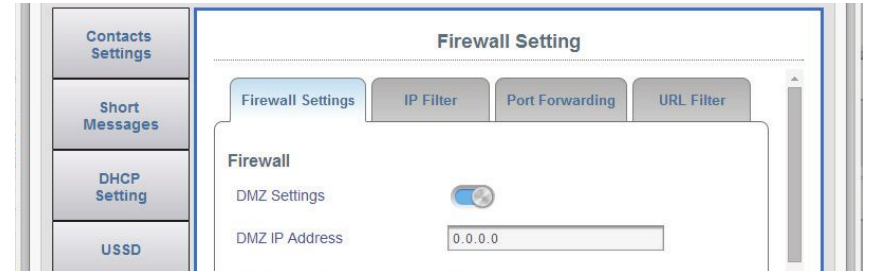 Contacts
Settings
Short
Messages
DHCP
Setting
USSD
Firewall Setting
Firewall Settings
IP Filter
Port Forwarding
URL Filter
Firewall
DMZ Settings
DMZ IP Address
0.0.0.0